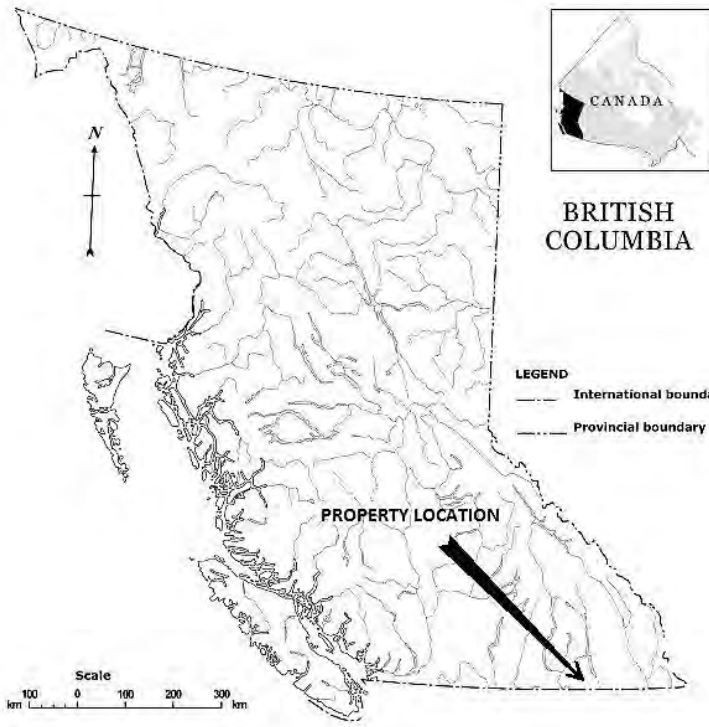 N
CANADA
BRITISH
COLUMBIA
LEGEND
International bounda
Provincial boundary
PROPERTY LOCATION
Scale
km 100 0 100 200 300 km